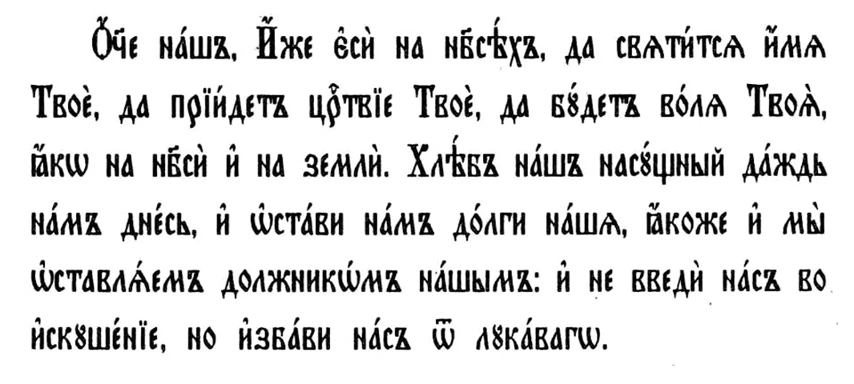 Ѻ҆́ч҃е на́шъ, И҆́же є҆сѝ на нб҃сѣ́хъ, да свѧти́тсѧ и҆́мѧ
Твоѐ, да прїи́детъ црⷭ҇твїе Твоѐ, да бꙋ́детъ во́лѧ Твоѧ̀,
ꙗ҆́кѡ на нб҃сѝ и҆ на землѝ. Хлѣ́бъ на́шъ насꙋ́щный да́ждь
на́мъ дне́сь, и҆ ѡ҆ста́ви на́мъ до́лги на́шѧ, ꙗ҆́коже и҆ мы̀
ѡ҆ставлѧ́емъ должникѡ́мъ на́шымъ: и҆ не введѝ на́съ во
и҆скꙋше́нїе, но и҆зба́ви на́съ ѿ лꙋка́вагѡ.